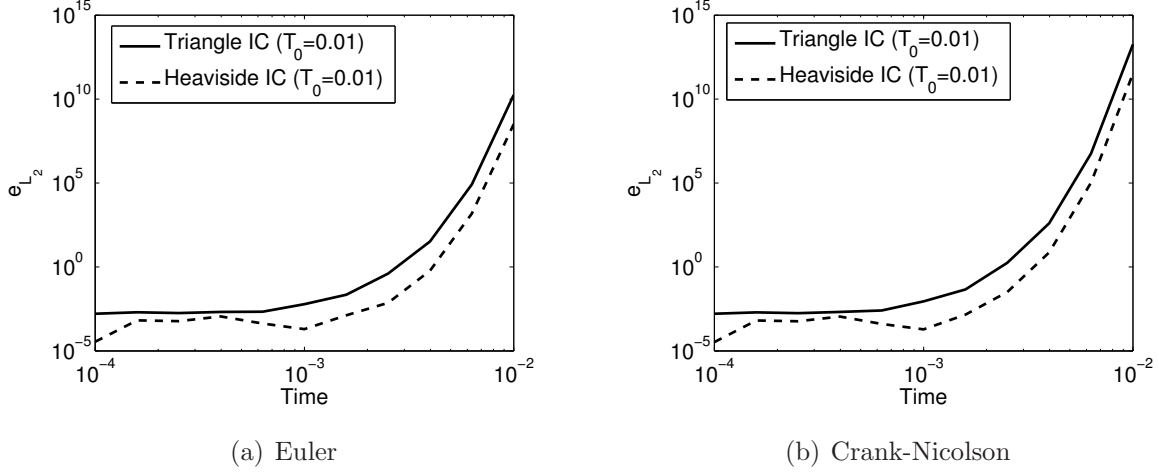 10^15
10^10
10^5
10^0
10^-5
e_L_2
Triangle IC (T_0=0.01)
Heaviside IC (T_0=0.01)
10^-4
10^-3
10^-2
Time
(a) Euler
10^15
10^10
10^5
10^0
10^-5
e_L_2
Triangle IC (T_0=0.01)
Heaviside IC (T_0=0.01)
10^-4
10^-3
10^-2
Time
(b) Crank-Nicolson